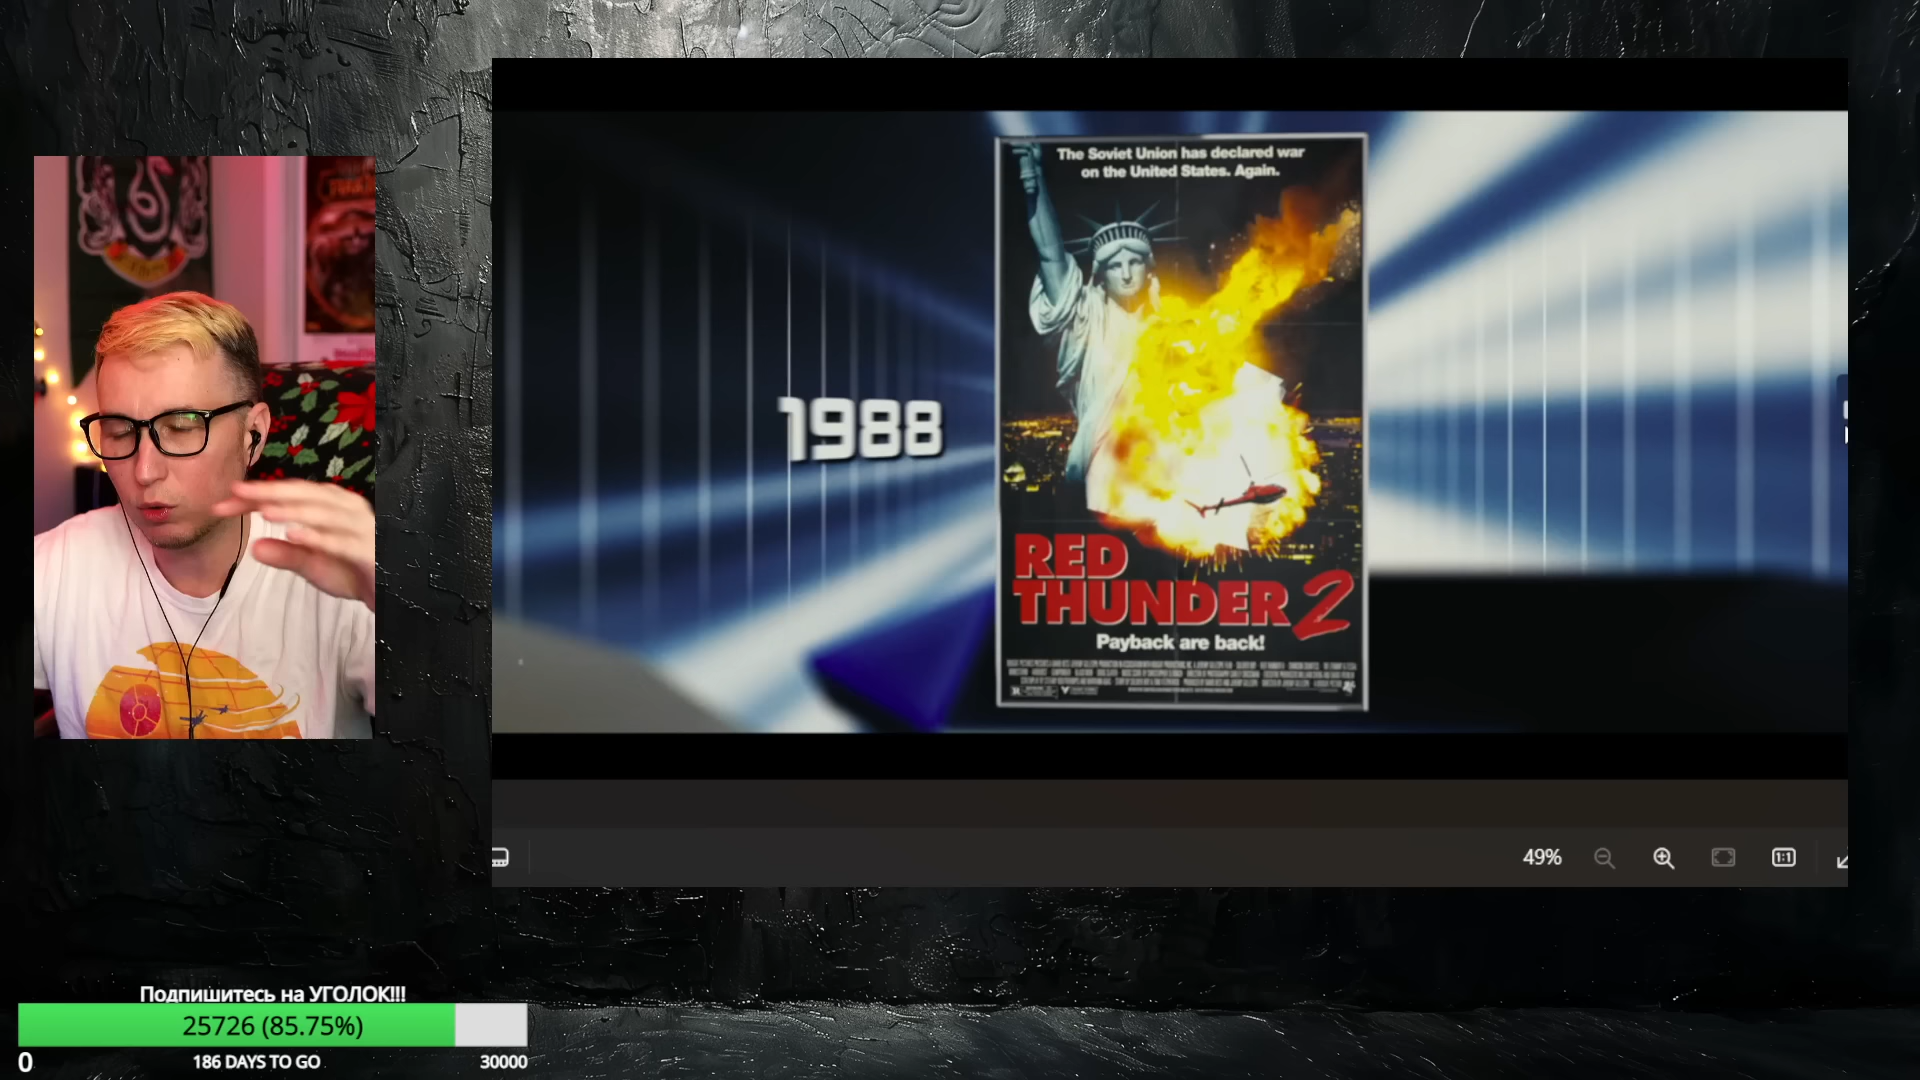 The Soviet Union has declared war
on the United States. Again.
1988
RED
THUNDER 2
Payback are back!
R
49%
1:1
Подпишитесь на УГОЛОК!!!
25726 (85.75%)
0
186 DAYS TO GO
30000